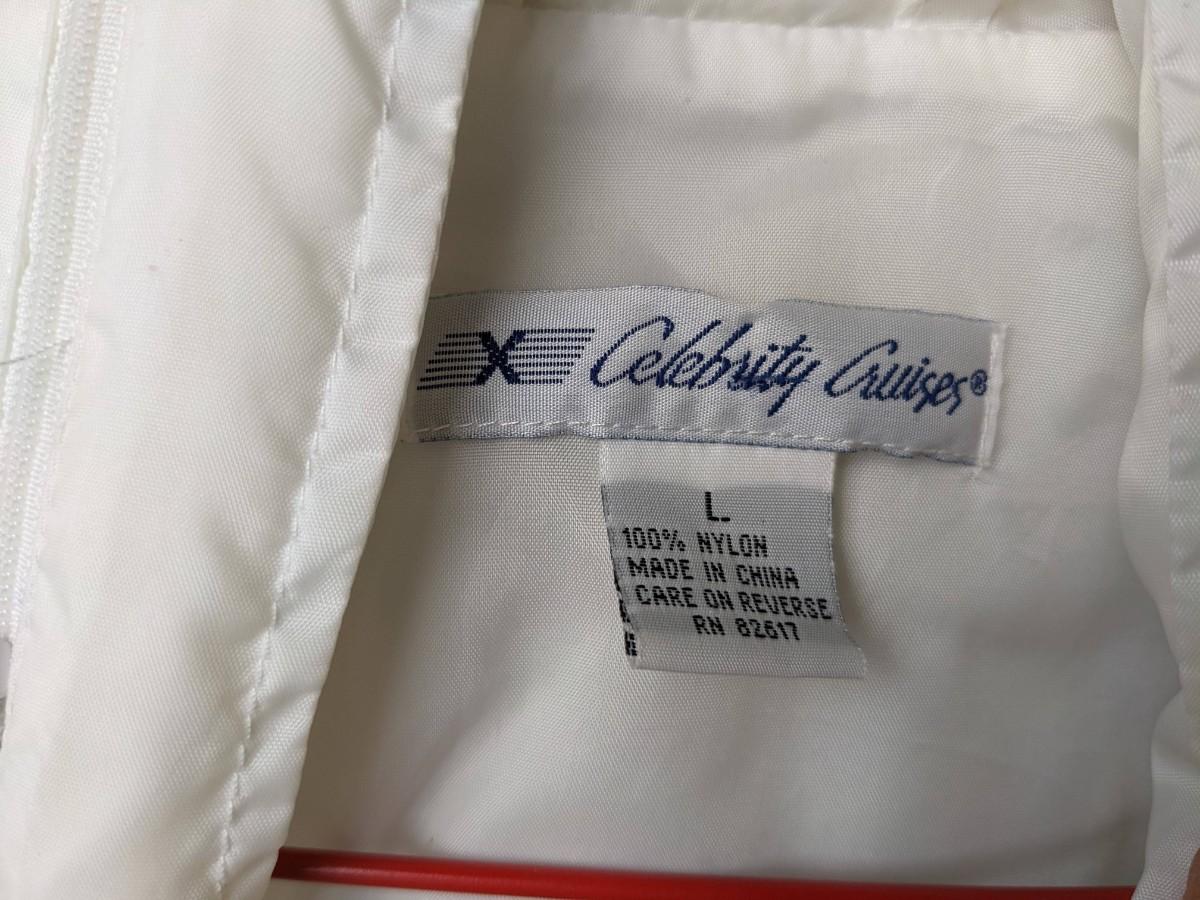 X Celebrity Cruises®
L
100% NYLON
MADE IN CHINA
CARE ON REVERSE
RN 82617